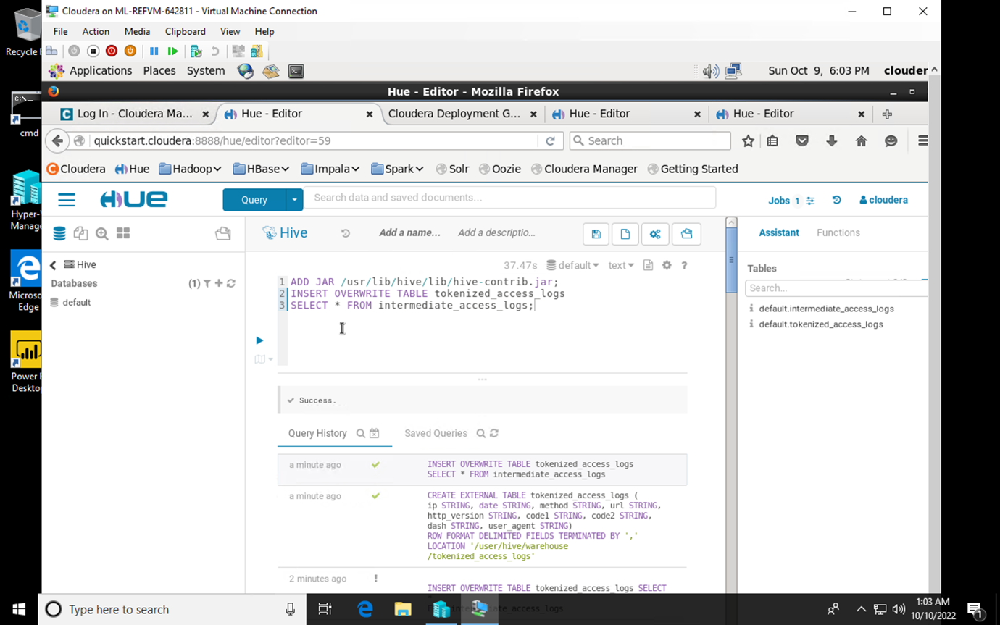 Cloudera on ML-REFVM-642811 - Virtual Machine Connection
File Action Media Clipboard View Help
Recycle
Applications Places System Sun Oct 9, 6:03 PM clouder
Hue - Editor - Mozilla Firefox
C:\_
cmd
Log In - Cloudera Ma... Hue - Editor Cloudera Deployment G... Hue - Editor Hue - Editor
quickstart.cloudera:8888/hue/editor?editor=59 Search
Cloudera Hue Hadoop HBase Impala Spark Solr Oozie Cloudera Manager Getting Started
HUE Query Search data and saved documents... Jobs 1 cloudera
Hyper-
Manage
Hive Add a name... Add a descriptio... Assistant Functions
Hive
37.47s default text ?
Databases (1)
default
Tables
Search...
default.intermediate_access_logs
default.tokenized_access_logs
1 ADD JAR /usr/lib/hive/lib/hive-contrib.jar;
2 INSERT OVERWRITE TABLE tokenized_access_logs
3 SELECT * FROM intermediate_access_logs;
Microso
Edge
Power B
Deskto
Success.
Query History Saved Queries
a minute ago INSERT OVERWRITE TABLE tokenized_access_logs
SELECT * FROM intermediate_access_logs
a minute ago CREATE EXTERNAL TABLE tokenized_access_logs (
ip STRING, date STRING, method STRING, url STRING,
http_version STRING, code1 STRING, code2 STRING,
dash STRING, user_agent STRING)
ROW FORMAT DELIMITED FIELDS TERMINATED BY ','
LOCATION '/user/hive/warehouse
/tokenized_access_logs'
2 minutes ago ! INSERT OVERWRITE TABLE tokenized_access_logs SELECT
access_logs
Type here to search
1:03 AM
10/10/2022
1